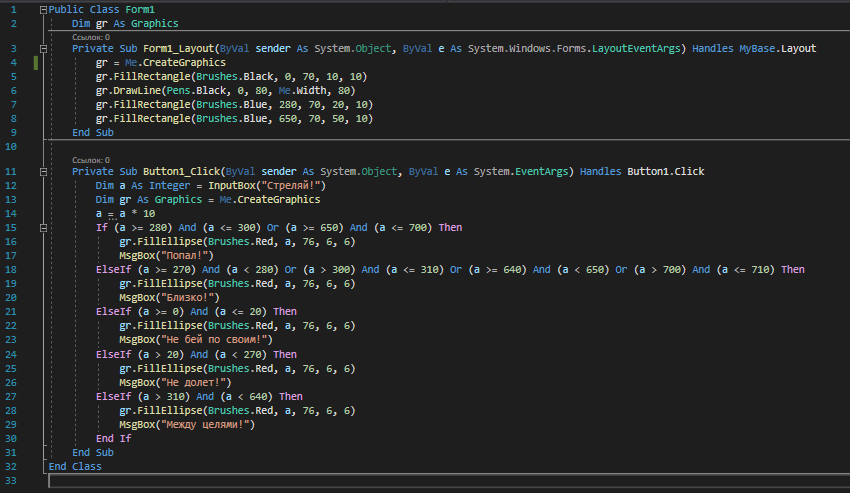 1 Public Class Form1
2 Dim gr As Graphics
Ссылок: 0
3 Private Sub Form1_Layout(ByVal sender As System.Object, ByVal e As System.Windows.Forms.LayoutEventArgs) Handles MyBase.Layout
4 gr = Me.CreateGraphics
5 gr.FillRectangle(Brushes.Black, 0, 70, 10, 10)
6 gr.DrawLine(Pens.Black, 0, 80, Me.Width, 80)
7 gr.FillRectangle(Brushes.Blue, 280, 70, 20, 10)
8 gr.FillRectangle(Brushes.Blue, 650, 70, 50, 10)
9 End Sub
10
Ссылок: 0
11 Private Sub Button1_Click(ByVal sender As System.Object, ByVal e As System.EventArgs) Handles Button1.Click
12 Dim a As Integer = InputBox("Стреляй!")
13 Dim gr As Graphics = Me.CreateGraphics
14 a = a * 10
15 If (a >= 280) And (a <= 300) Or (a >= 650) And (a <= 700) Then
16 gr.FillEllipse(Brushes.Red, a, 76, 6, 6)
17 MsgBox("Попал!")
18 ElseIf (a >= 270) And (a < 280) Or (a > 300) And (a <= 310) Or (a >= 640) And (a < 650) Or (a > 700) And (a <= 710) Then
19 gr.FillEllipse(Brushes.Red, a, 76, 6, 6)
20 MsgBox("Близко!")
21 ElseIf (a >= 0) And (a <= 20) Then
22 gr.FillEllipse(Brushes.Red, a, 76, 6, 6)
23 MsgBox("Не бей по своим!")
24 ElseIf (a > 20) And (a < 270) Then
25 gr.FillEllipse(Brushes.Red, a, 76, 6, 6)
26 MsgBox("Не долет!")
27 ElseIf (a > 310) And (a < 640) Then
28 gr.FillEllipse(Brushes.Red, a, 76, 6, 6)
29 MsgBox("Между целями!")
30 End If
31 End Sub
32 End Class
33